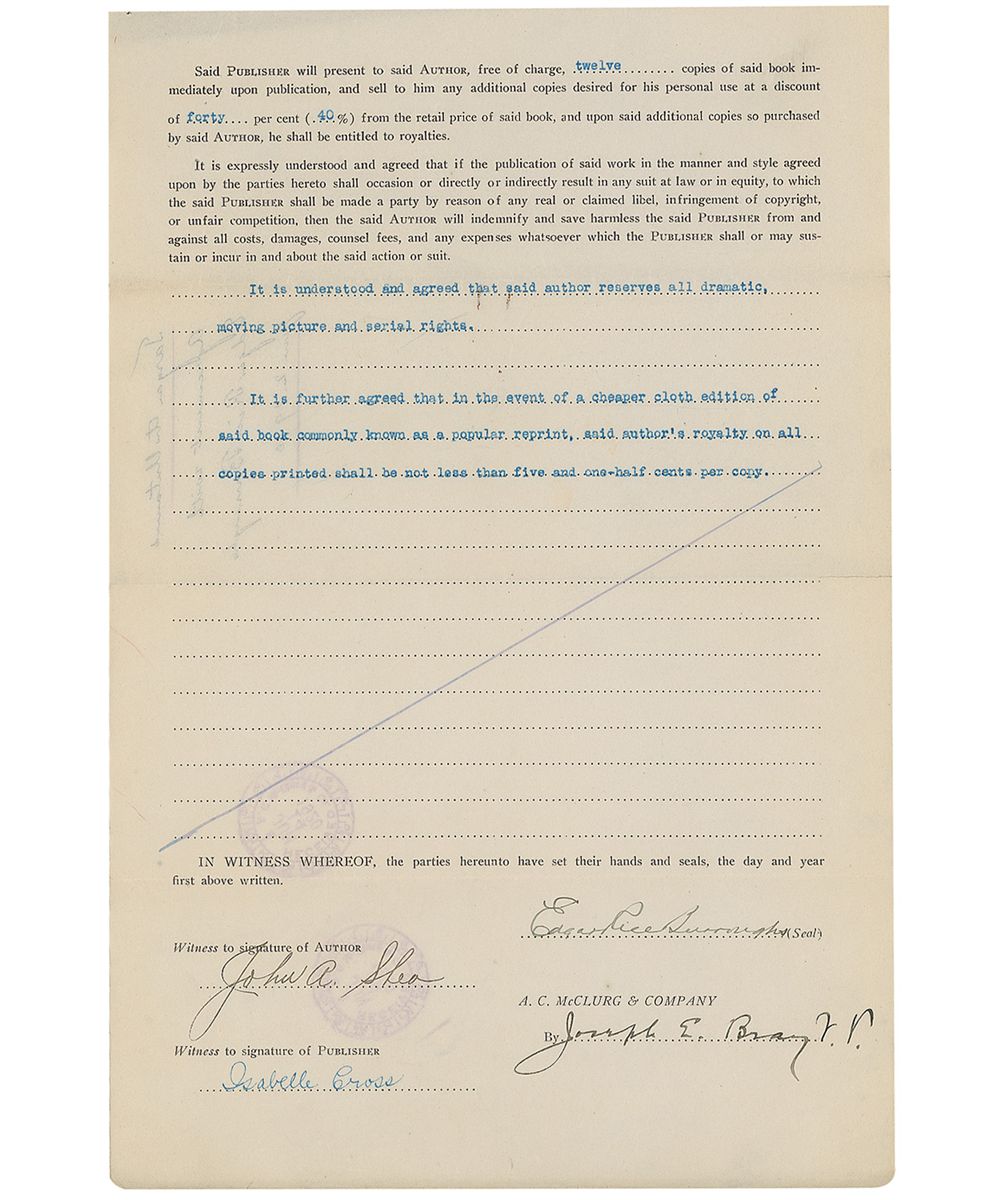 Said PUBLISHER will present to said AUTHOR, free of charge, twelve copies of said book im-
mediately upon publication, and sell to him any additional copies desired for his personal use at a discount
of forty.... per cent (.40%) from the retail price of said book, and upon said additional copies so purchased
by said AUTHOR, he shall be entitled to royalties.
It is expressly understood and agreed that if the publication of said work in the manner and style agreed
upon by the parties hereto shall occasion or directly or indirectly result in any suit at law or in equity, to which
the said PUBLISHER shall be made a party by reason of any real or claimed libel, infringement of copyright,
or unfair competition, then the said AUTHOR will indemnify and save harmless the said PUBLISHER from and
against all costs, damages, counsel fees, and any expenses whatsoever which the PUBLISHER shall or may sus-
tain or incur in and about the said action or suit.
It is understood and agreed that said author reserves all dramatic,
moving picture and serial rights.
It is further agreed that in the event of a cheaper cloth edition of
said book commonly known as a popular reprint, said author's royalty on all
copies printed shall be not less than five and one-half cents per copy.
IN WITNESS WHEREOF, the parties hereunto have set their hands and seals, the day and year
first above written.
Edgar Rice Burroughs (Seal)
Witness to signature of AUTHOR
John A. Shea
A. C. McCLURG & COMPANY
By Joseph E. Bray V. P.
Witness to signature of PUBLISHER
Isabelle Cross